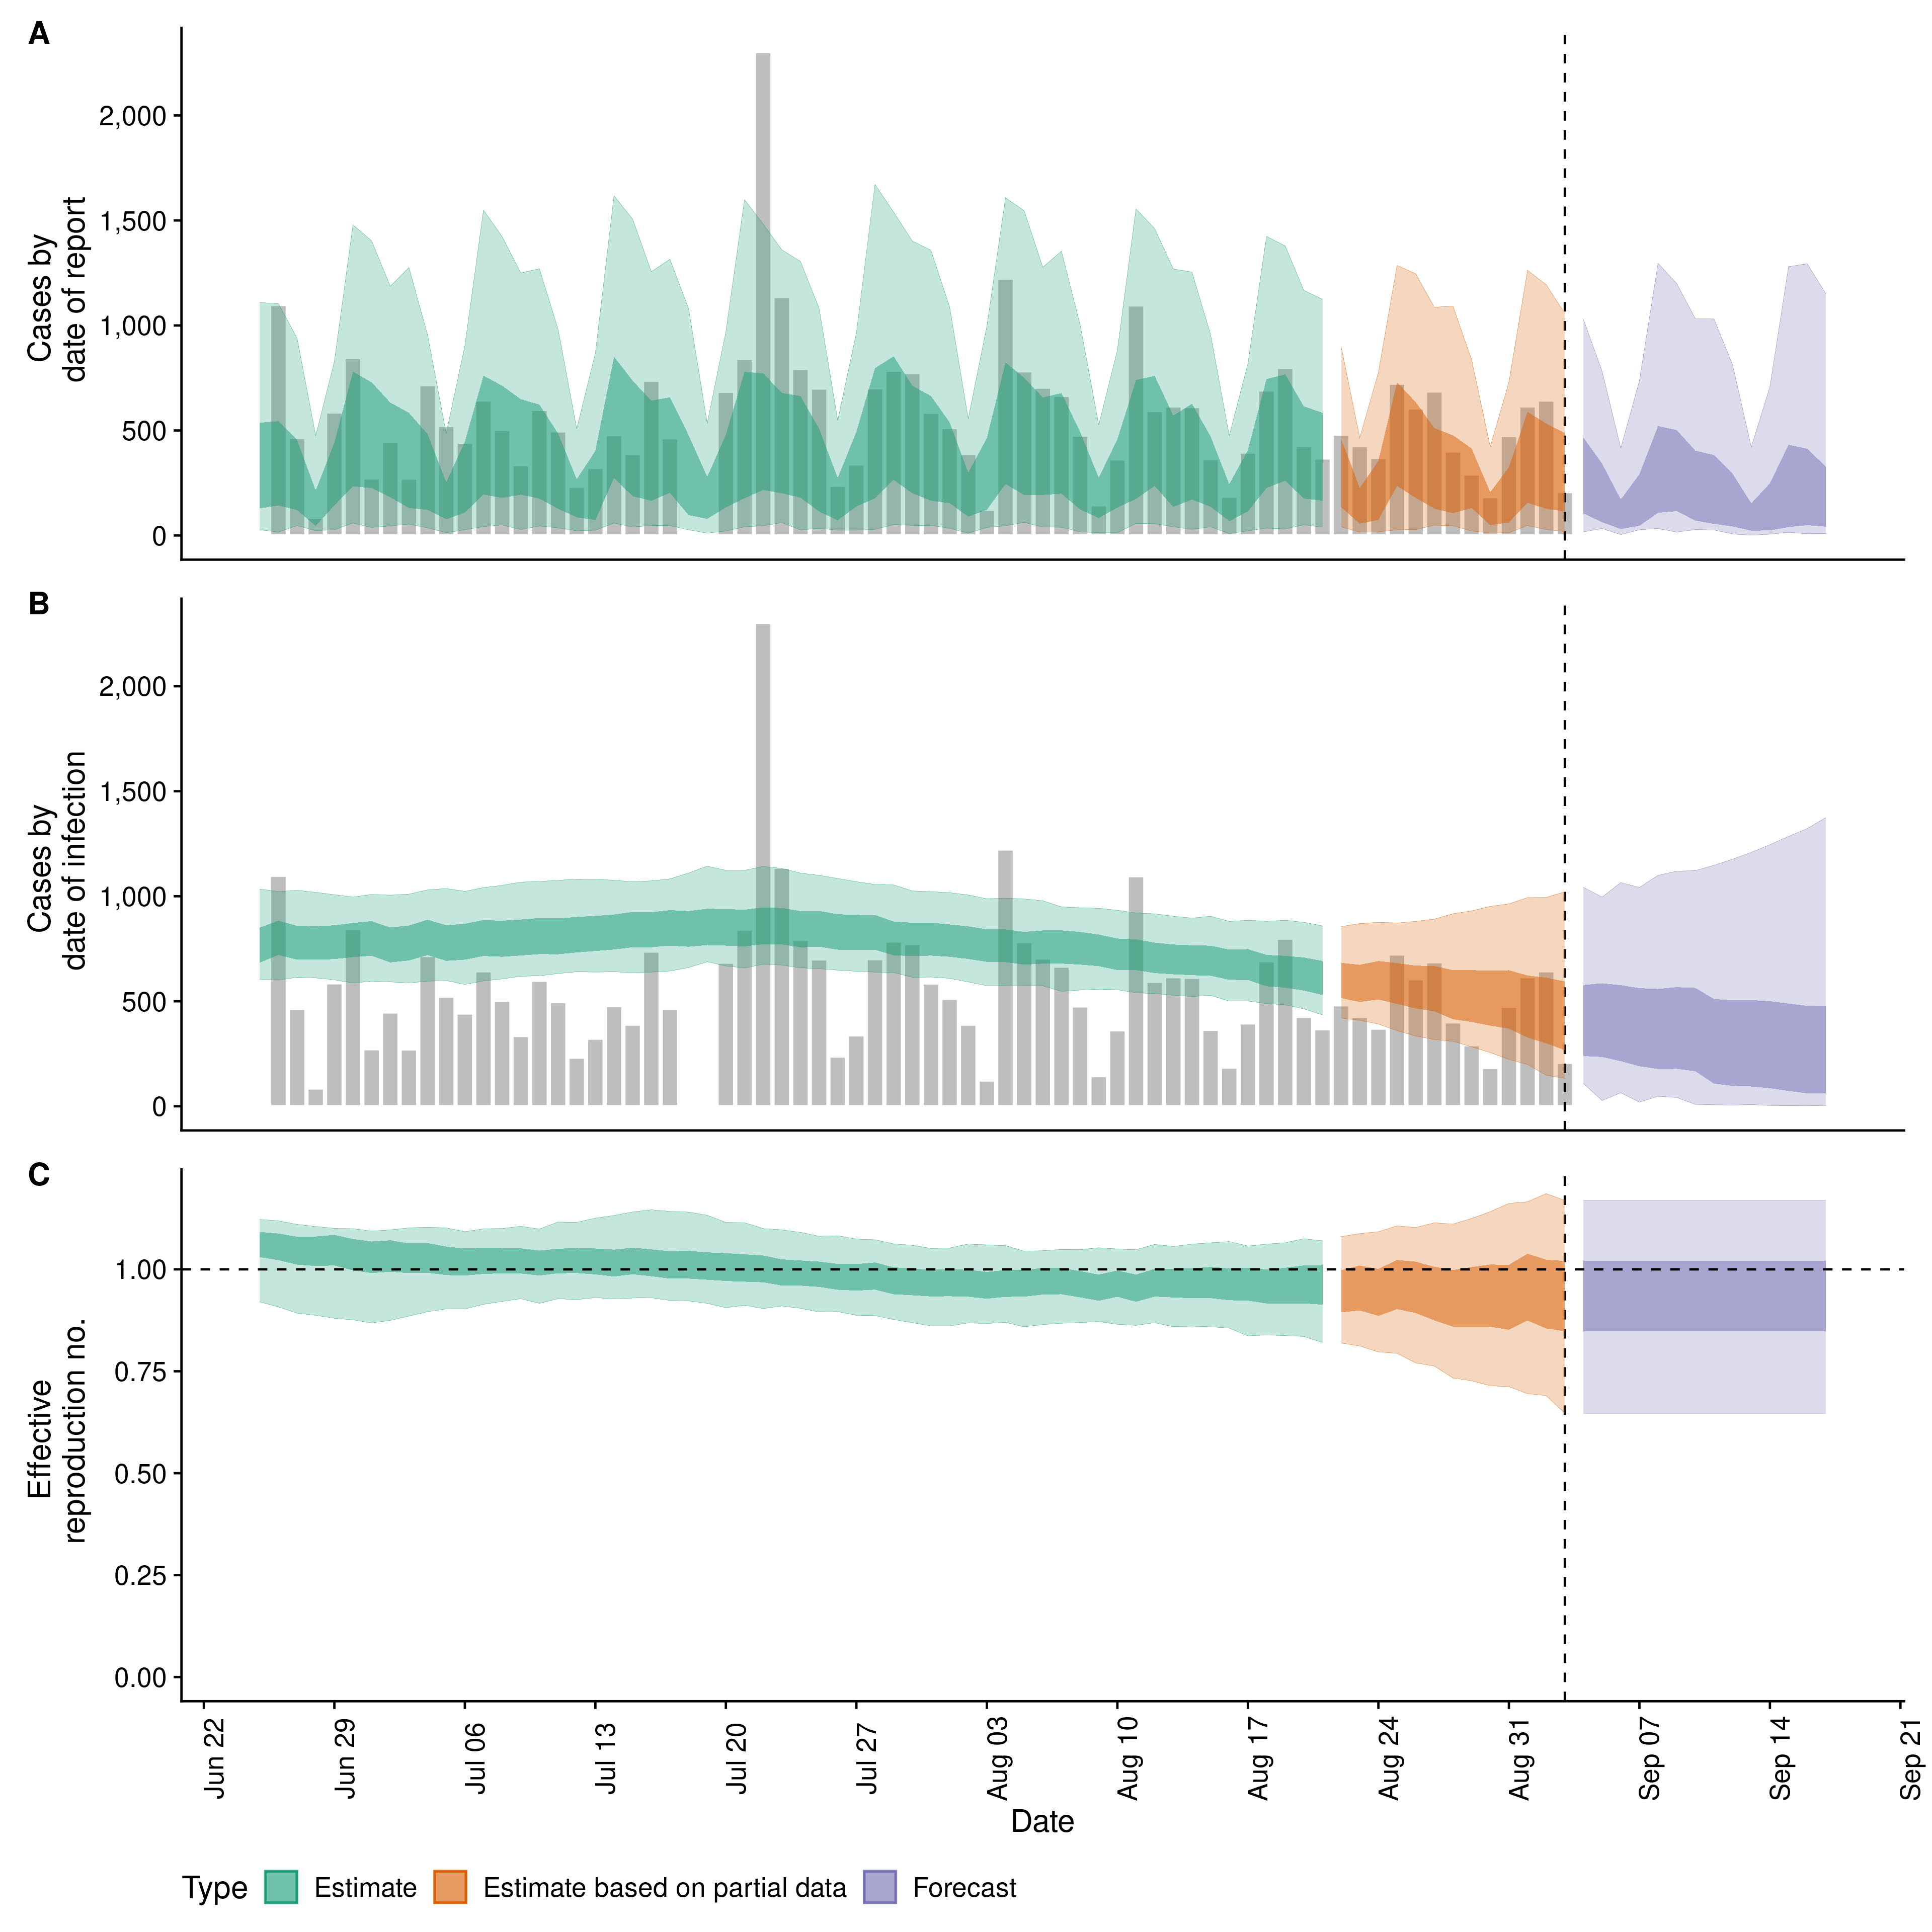 A
Cases by
date of report
2,000
1,500
1,000
500
0
B
Cases by
date of infection
2,000
1,500
1,000
500
0
C
Effective
reproduction no.
1.00
0.75
0.50
0.25
0.00
Jun 22
Jun 29
Jul 06
Jul 13
Jul 20
Jul 27
Aug 03
Aug 10
Aug 17
Aug 24
Aug 31
Sep 07
Sep 14
Sep 21
Date
Type Estimate Estimate based on partial data Forecast